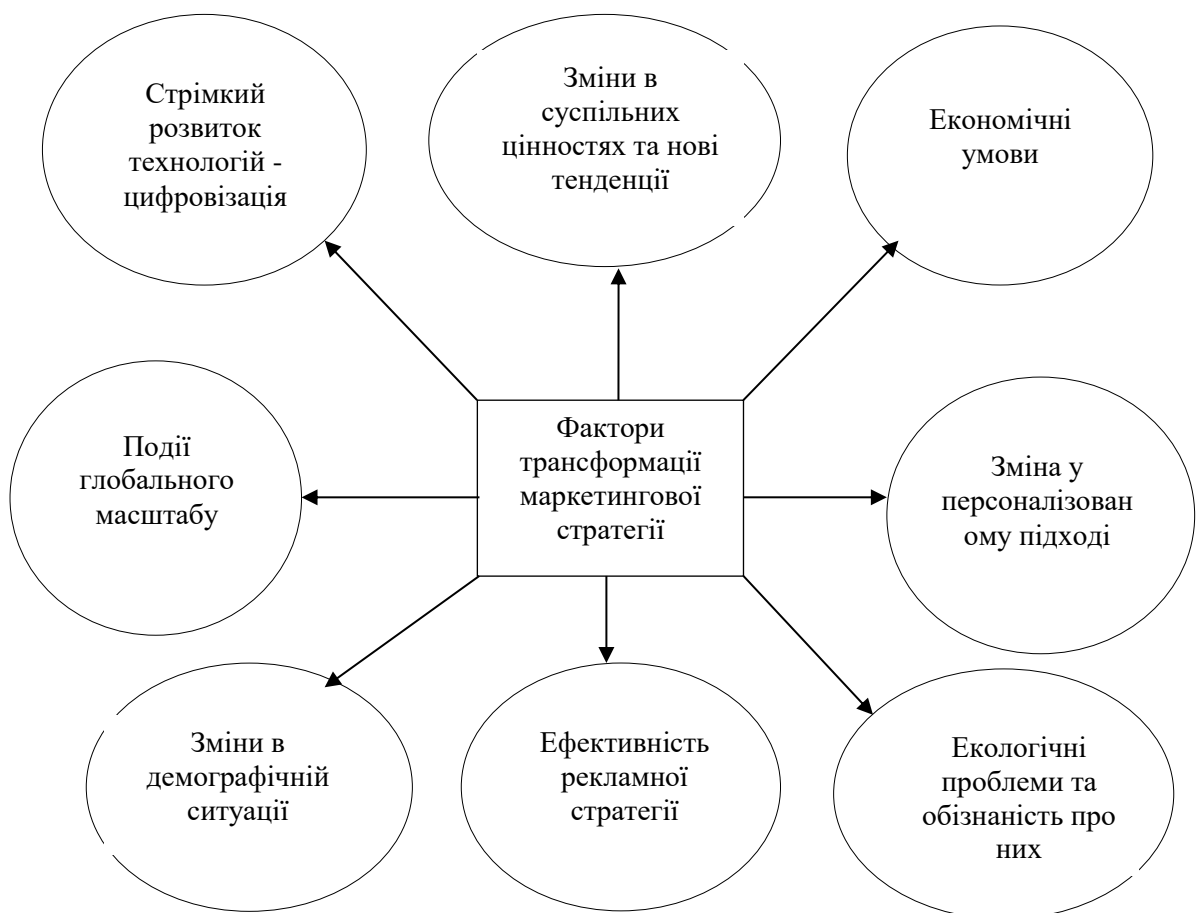 Стрімкий
розвиток
технологій -
цифровізація
Зміни в
суспільних
цінностях та нові
тенденції
Економічні
умови
Події
глобального
масштабу
Фактори
трансформації
маркетингової
стратегії
Зміна у
персоналізован
ому підході
Зміни в
демографічній
ситуації
Ефективність
рекламної
стратегії
Екологічні
проблеми та
обізнаність про
них